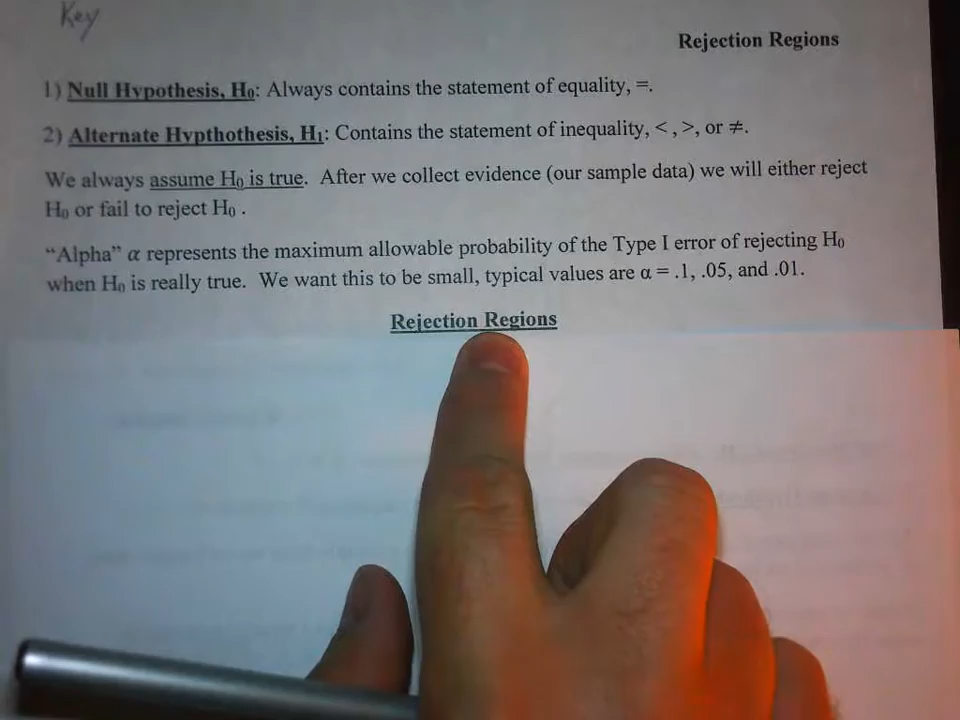 Key
Rejection Regions
1) Null Hypothesis, H₀: Always contains the statement of equality, =.
2) Alternate Hypthothesis, H₁: Contains the statement of inequality, < , >, or ≠.
We always assume H₀ is true. After we collect evidence (our sample data) we will either reject
H₀ or fail to reject H₀ .
“Alpha” α represents the maximum allowable probability of the Type I error of rejecting H₀
when H₀ is really true. We want this to be small, typical values are α = .1, .05, and .01.
Rejection Regions